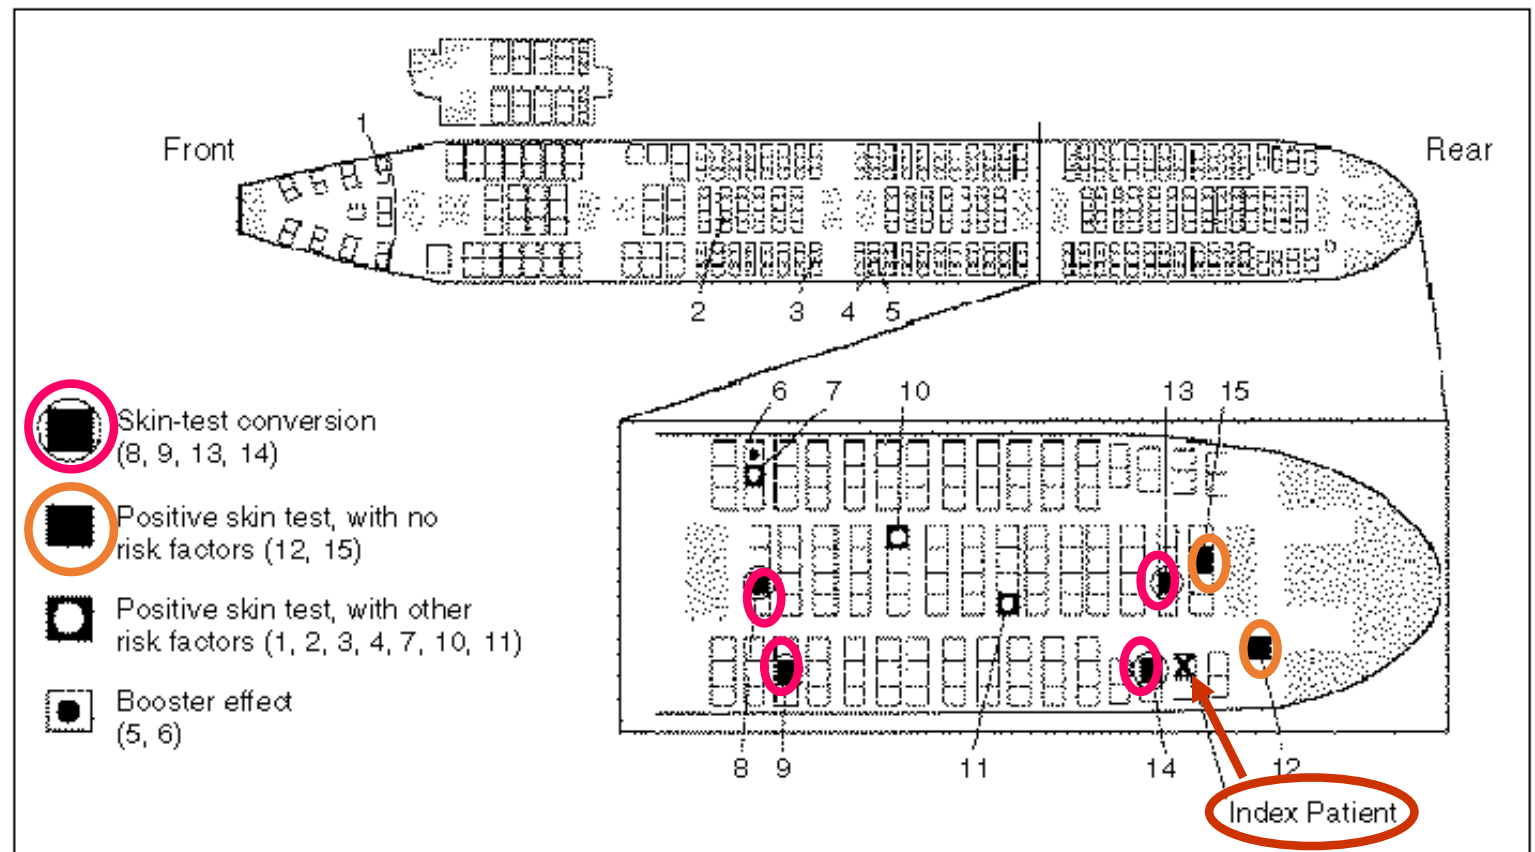 1
Front
Rear
2 3 4 5
6 7 10 13 15
Skin-test conversion
(8, 9, 13, 14)
Positive skin test, with no
risk factors (12, 15)
Positive skin test, with other
risk factors (1, 2, 3, 4, 7, 10, 11)
Booster effect
(5, 6)
X
8 9 11 14 12
Index Patient